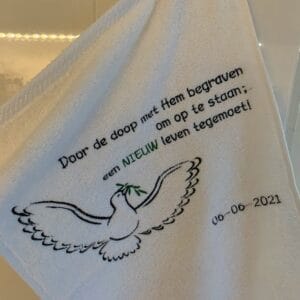 Door de doop met Hem begraven
om op te staan;
een NIEUW leven tegemoet!
06-06-2021